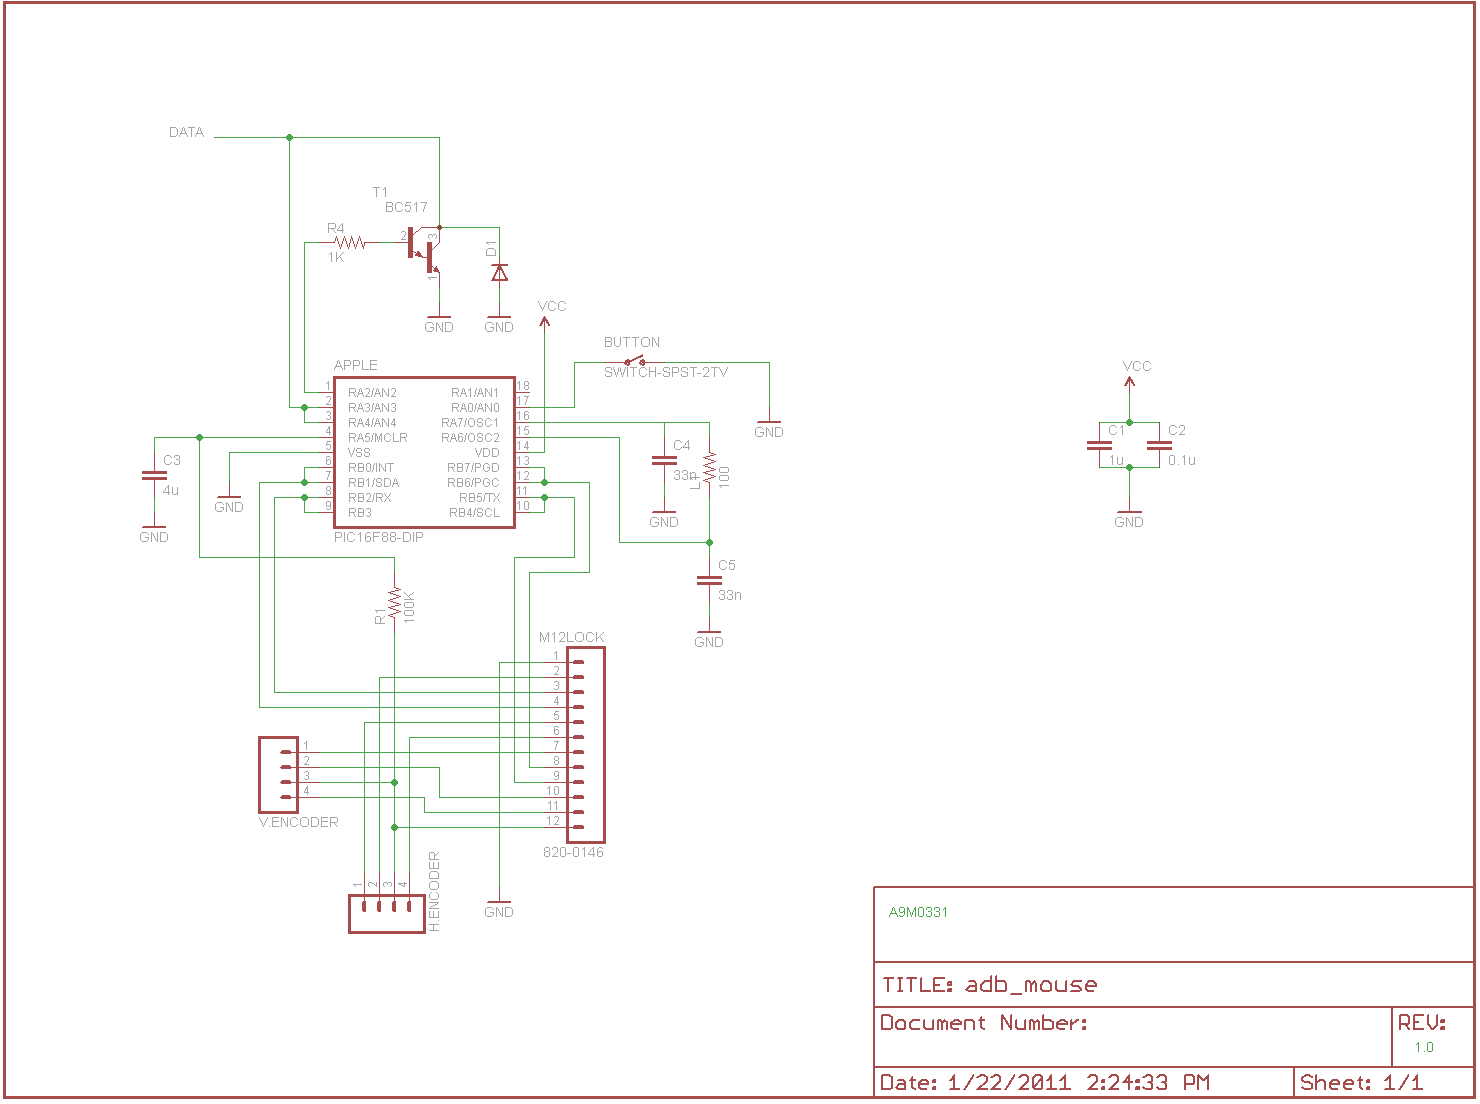 DATA
T1
BC517
R4
1K
2
3
1
D1
GND
GND
VCC
BUTTON
SWITCH-SPST-2TV
GND
APPLE
1 RA2/AN2 RA1/AN1 18
2 RA3/AN3 RA0/AN0 17
3 RA4/AN4 RA7/OSC1 16
4 RA5/MCLR RA6/OSC2 15
5 VSS VDD 14
6 RB0/INT RB7/PGD 13
7 RB1/SDA RB6/PGC 12
8 RB2/RX RB5/TX 11
9 RB3 RB4/SCL 10
PIC16F88-DIP
C3
4u
GND
GND
C4
33n
GND
L1
100
C5
33n
GND
VCC
C1
1u
C2
0.1u
GND
R1
100K
M12LOCK
1
2
3
4
5
6
7
8
9
10
11
12
820-0146
1
2
3
4
V.ENCODER
1
2
3
4
H.ENCODER
GND
A9M0331
TITLE: adb_mouse
Document Number:
REV:
1.0
Date: 1/22/2011 2:24:33 PM
Sheet: 1/1